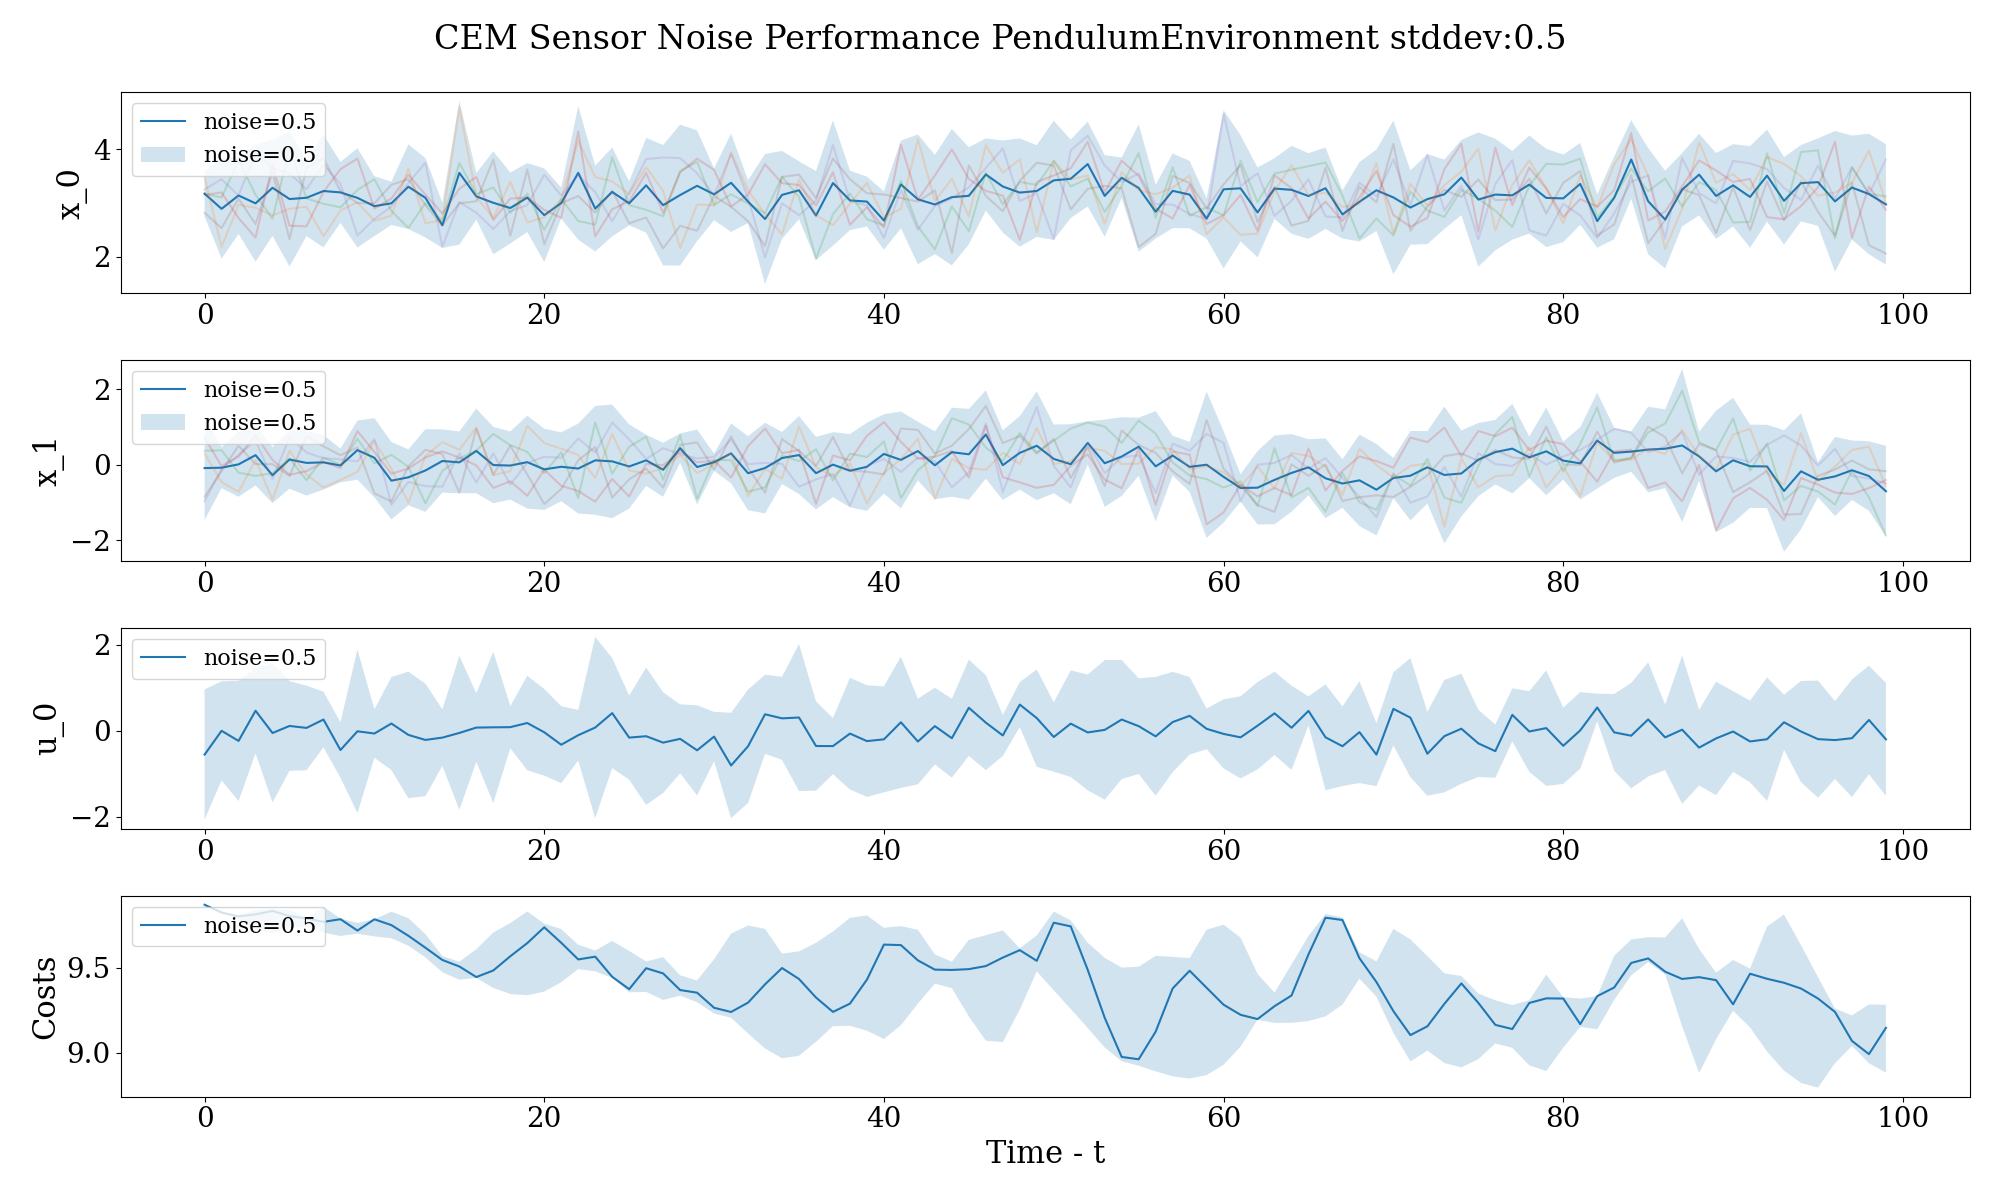 CEM Sensor Noise Performance PendulumEnvironment stddev:0.5
x_0
4
2
noise=0.5
noise=0.5
0 20 40 60 80 100
x_1
2
0
−2
noise=0.5
noise=0.5
0 20 40 60 80 100
u_0
2
0
−2
noise=0.5
0 20 40 60 80 100
Costs
9.5
9.0
noise=0.5
0 20 40 60 80 100
Time - t